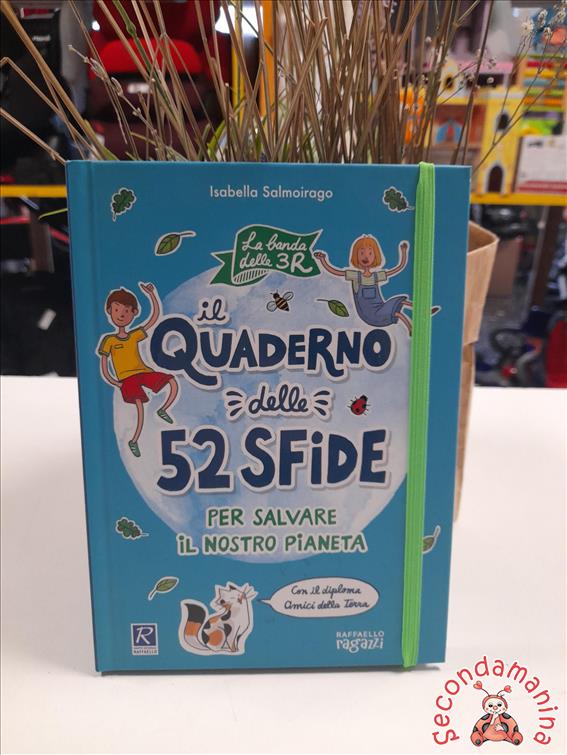 Isabella Salmoirago
La banda
delle 3R
il
QUADERNO
delle
52 SFiDE
PER SALVARE
iL NOSTRO PiANETA
Con il diploma
Amici della Terra
R
RAFFAELLO
RAFFAELLO
ragazzi
Secondamanina